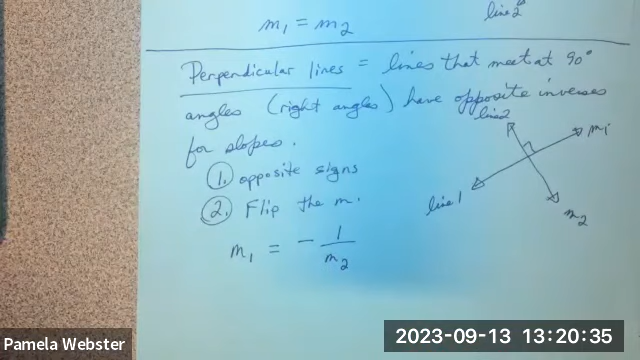 line 2
m₁ = m₂
Perpendicular lines = lines that meet at 90°
angles (right angles) have opposite inverses
for slopes.
line 2
m₁
1. opposite signs
2. Flip the m.
line 1
m₂
m₁ = - 1/m₂
Pamela Webster
2023-09-13 13:20:35